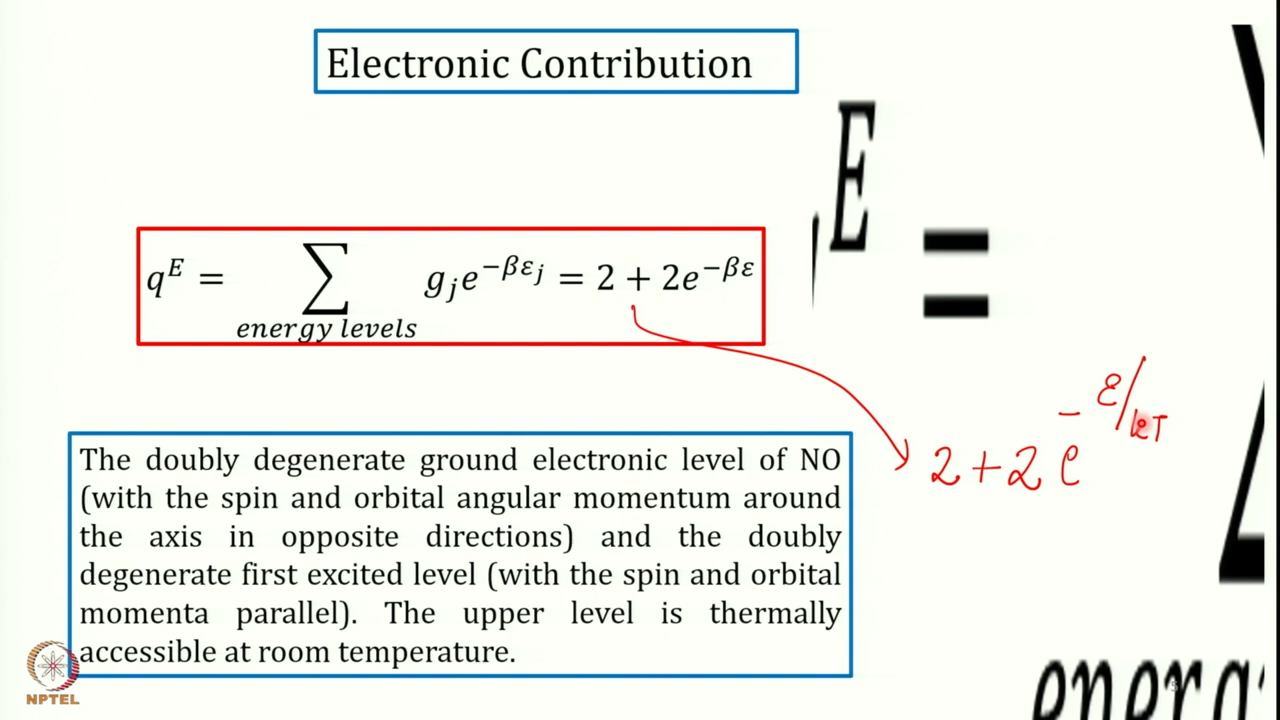 Electronic Contribution
E
=
q^E = ∑ g_j e^{-βε_j} = 2 + 2e^{-βε}
energy levels
2 + 2 e^{-ε/kT}
The doubly degenerate ground electronic level of NO
(with the spin and orbital angular momentum around
the axis in opposite directions) and the doubly
degenerate first excited level (with the spin and orbital
momenta parallel). The upper level is thermally
accessible at room temperature.
NPTEL
energ